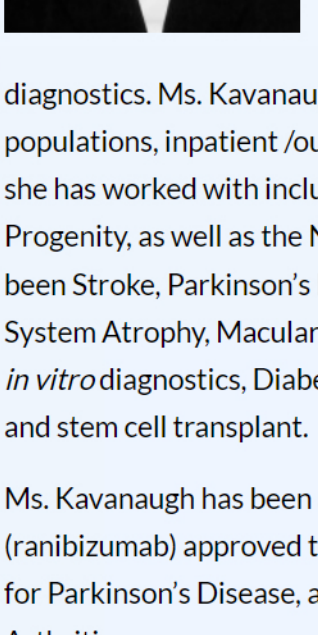 diagnostics. Ms. Kavanau
populations, inpatient /ou
she has worked with inclu
Progenity, as well as the N
been Stroke, Parkinson's
System Atrophy, Macular
in vitro diagnostics, Diabe
and stem cell transplant.
Ms. Kavanaugh has been
(ranibizumab) approved t
for Parkinson's Disease, a